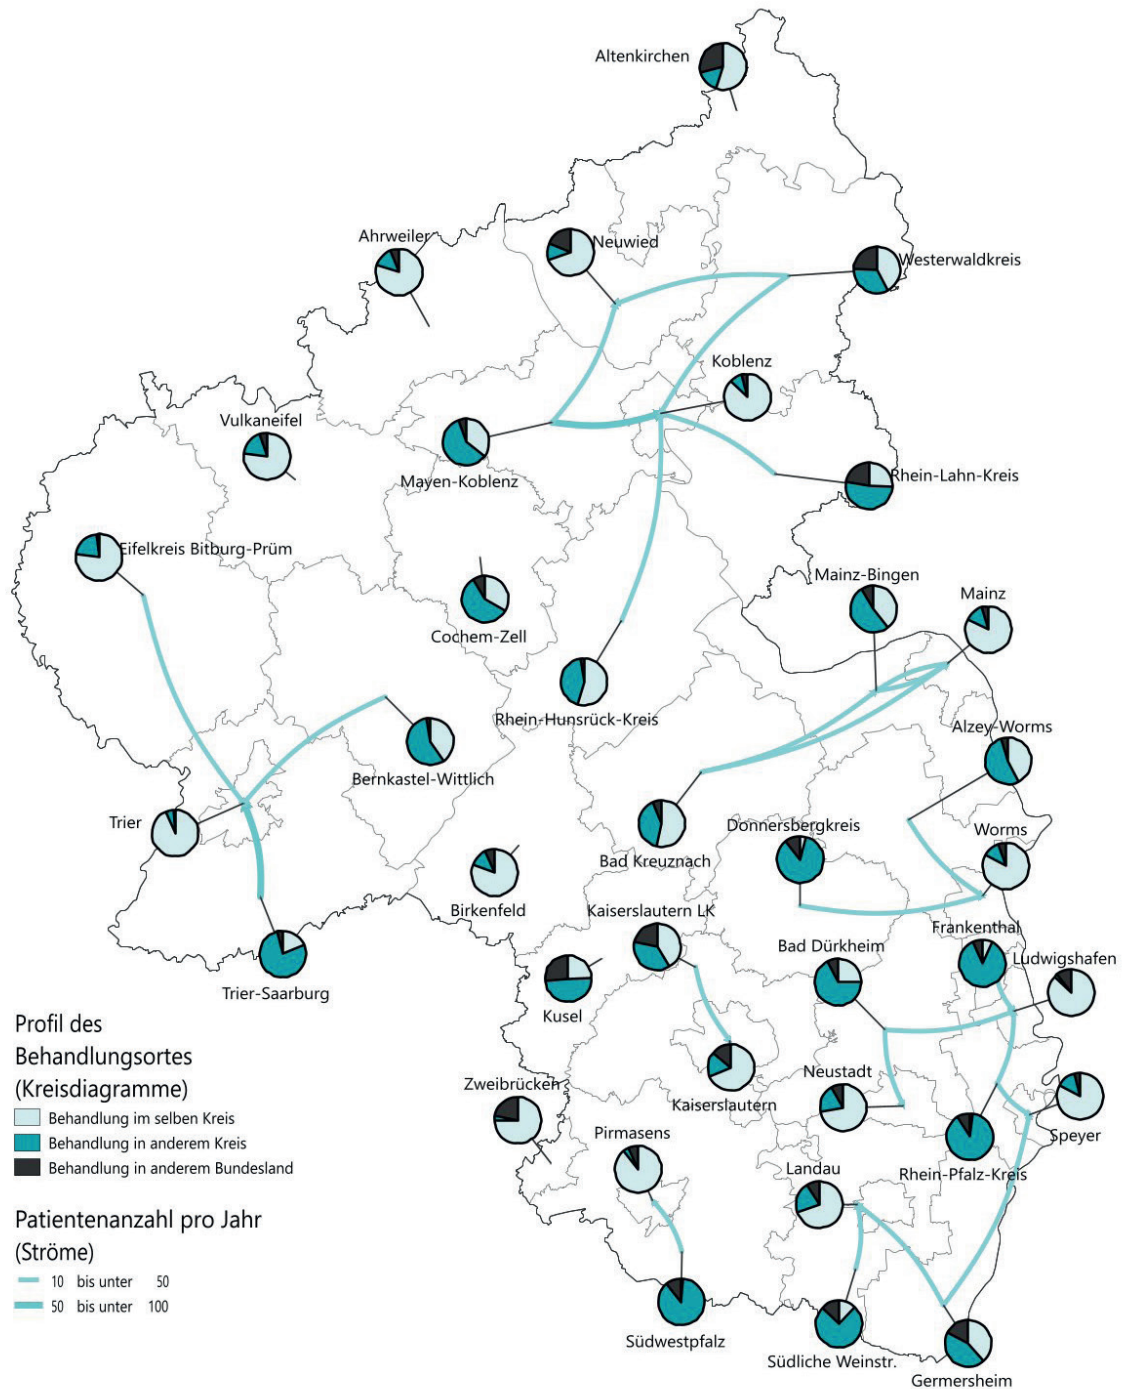 Altenkirchen
Ahrweiler
Neuwied
Westerwaldkreis
Koblenz
Vulkaneifel
Mayen-Koblenz
Rhein-Lahn-Kreis
Eifelkreis Bitburg-Prüm
Mainz-Bingen
Mainz
Cochem-Zell
Rhein-Hunsrück-Kreis
Alzey-Worms
Bernkastel-Wittlich
Trier
Donnersbergkreis
Worms
Bad Kreuznach
Birkenfeld
Kaiserslautern LK
Frankenthal
Bad Dürkheim
Ludwigshafen
Trier-Saarburg
Kusel
Profil des
Behandlungsortes
(Kreisdiagramme)
Behandlung im selben Kreis
Behandlung in anderem Kreis
Behandlung in anderem Bundesland
Zweibrücken
Neustadt
Kaiserslautern
Pirmasens
Speyer
Landau
Rhein-Pfalz-Kreis
Patientenanzahl pro Jahr
(Ströme)
10 bis unter 50
50 bis unter 100
Südwestpfalz
Südliche Weinstr.
Germersheim